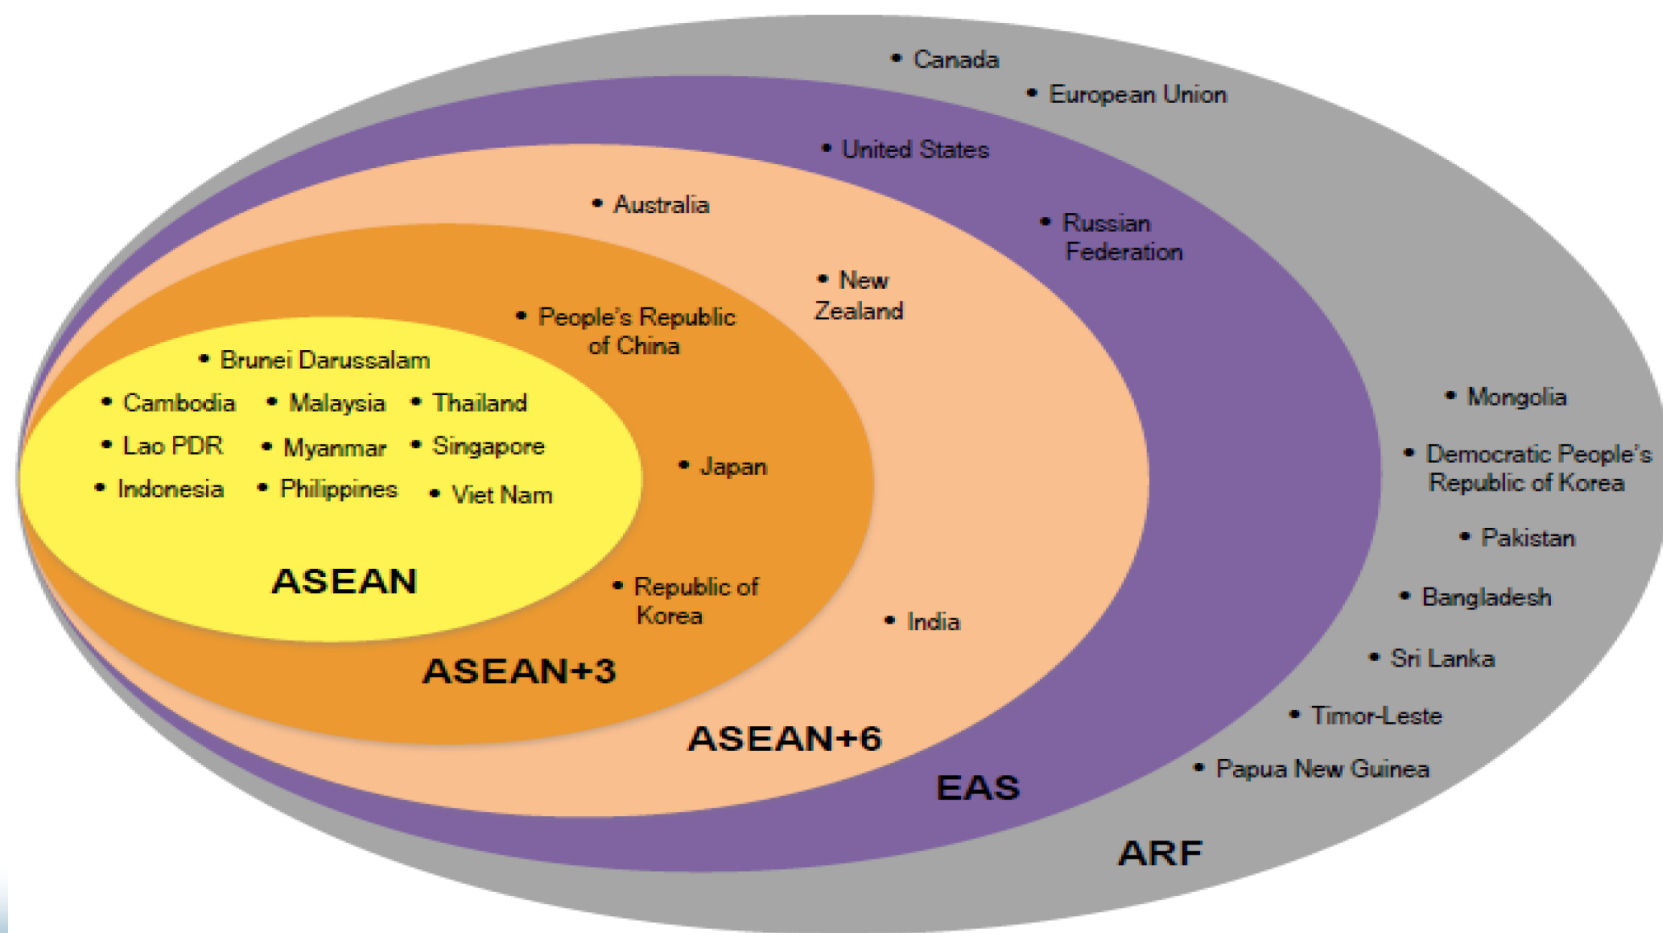 • Canada
• European Union
• United States
• Russian
Federation
• Australia
• New
Zealand
• People's Republic
of China
• Brunei Darussalam
• Cambodia • Malaysia • Thailand
• Lao PDR • Myanmar • Singapore
• Indonesia • Philippines • Viet Nam
ASEAN
• Japan
• Republic of
Korea
ASEAN+3
• India
ASEAN+6
EAS
• Mongolia
• Democratic People's
Republic of Korea
• Pakistan
• Bangladesh
• Sri Lanka
• Timor-Leste
• Papua New Guinea
ARF